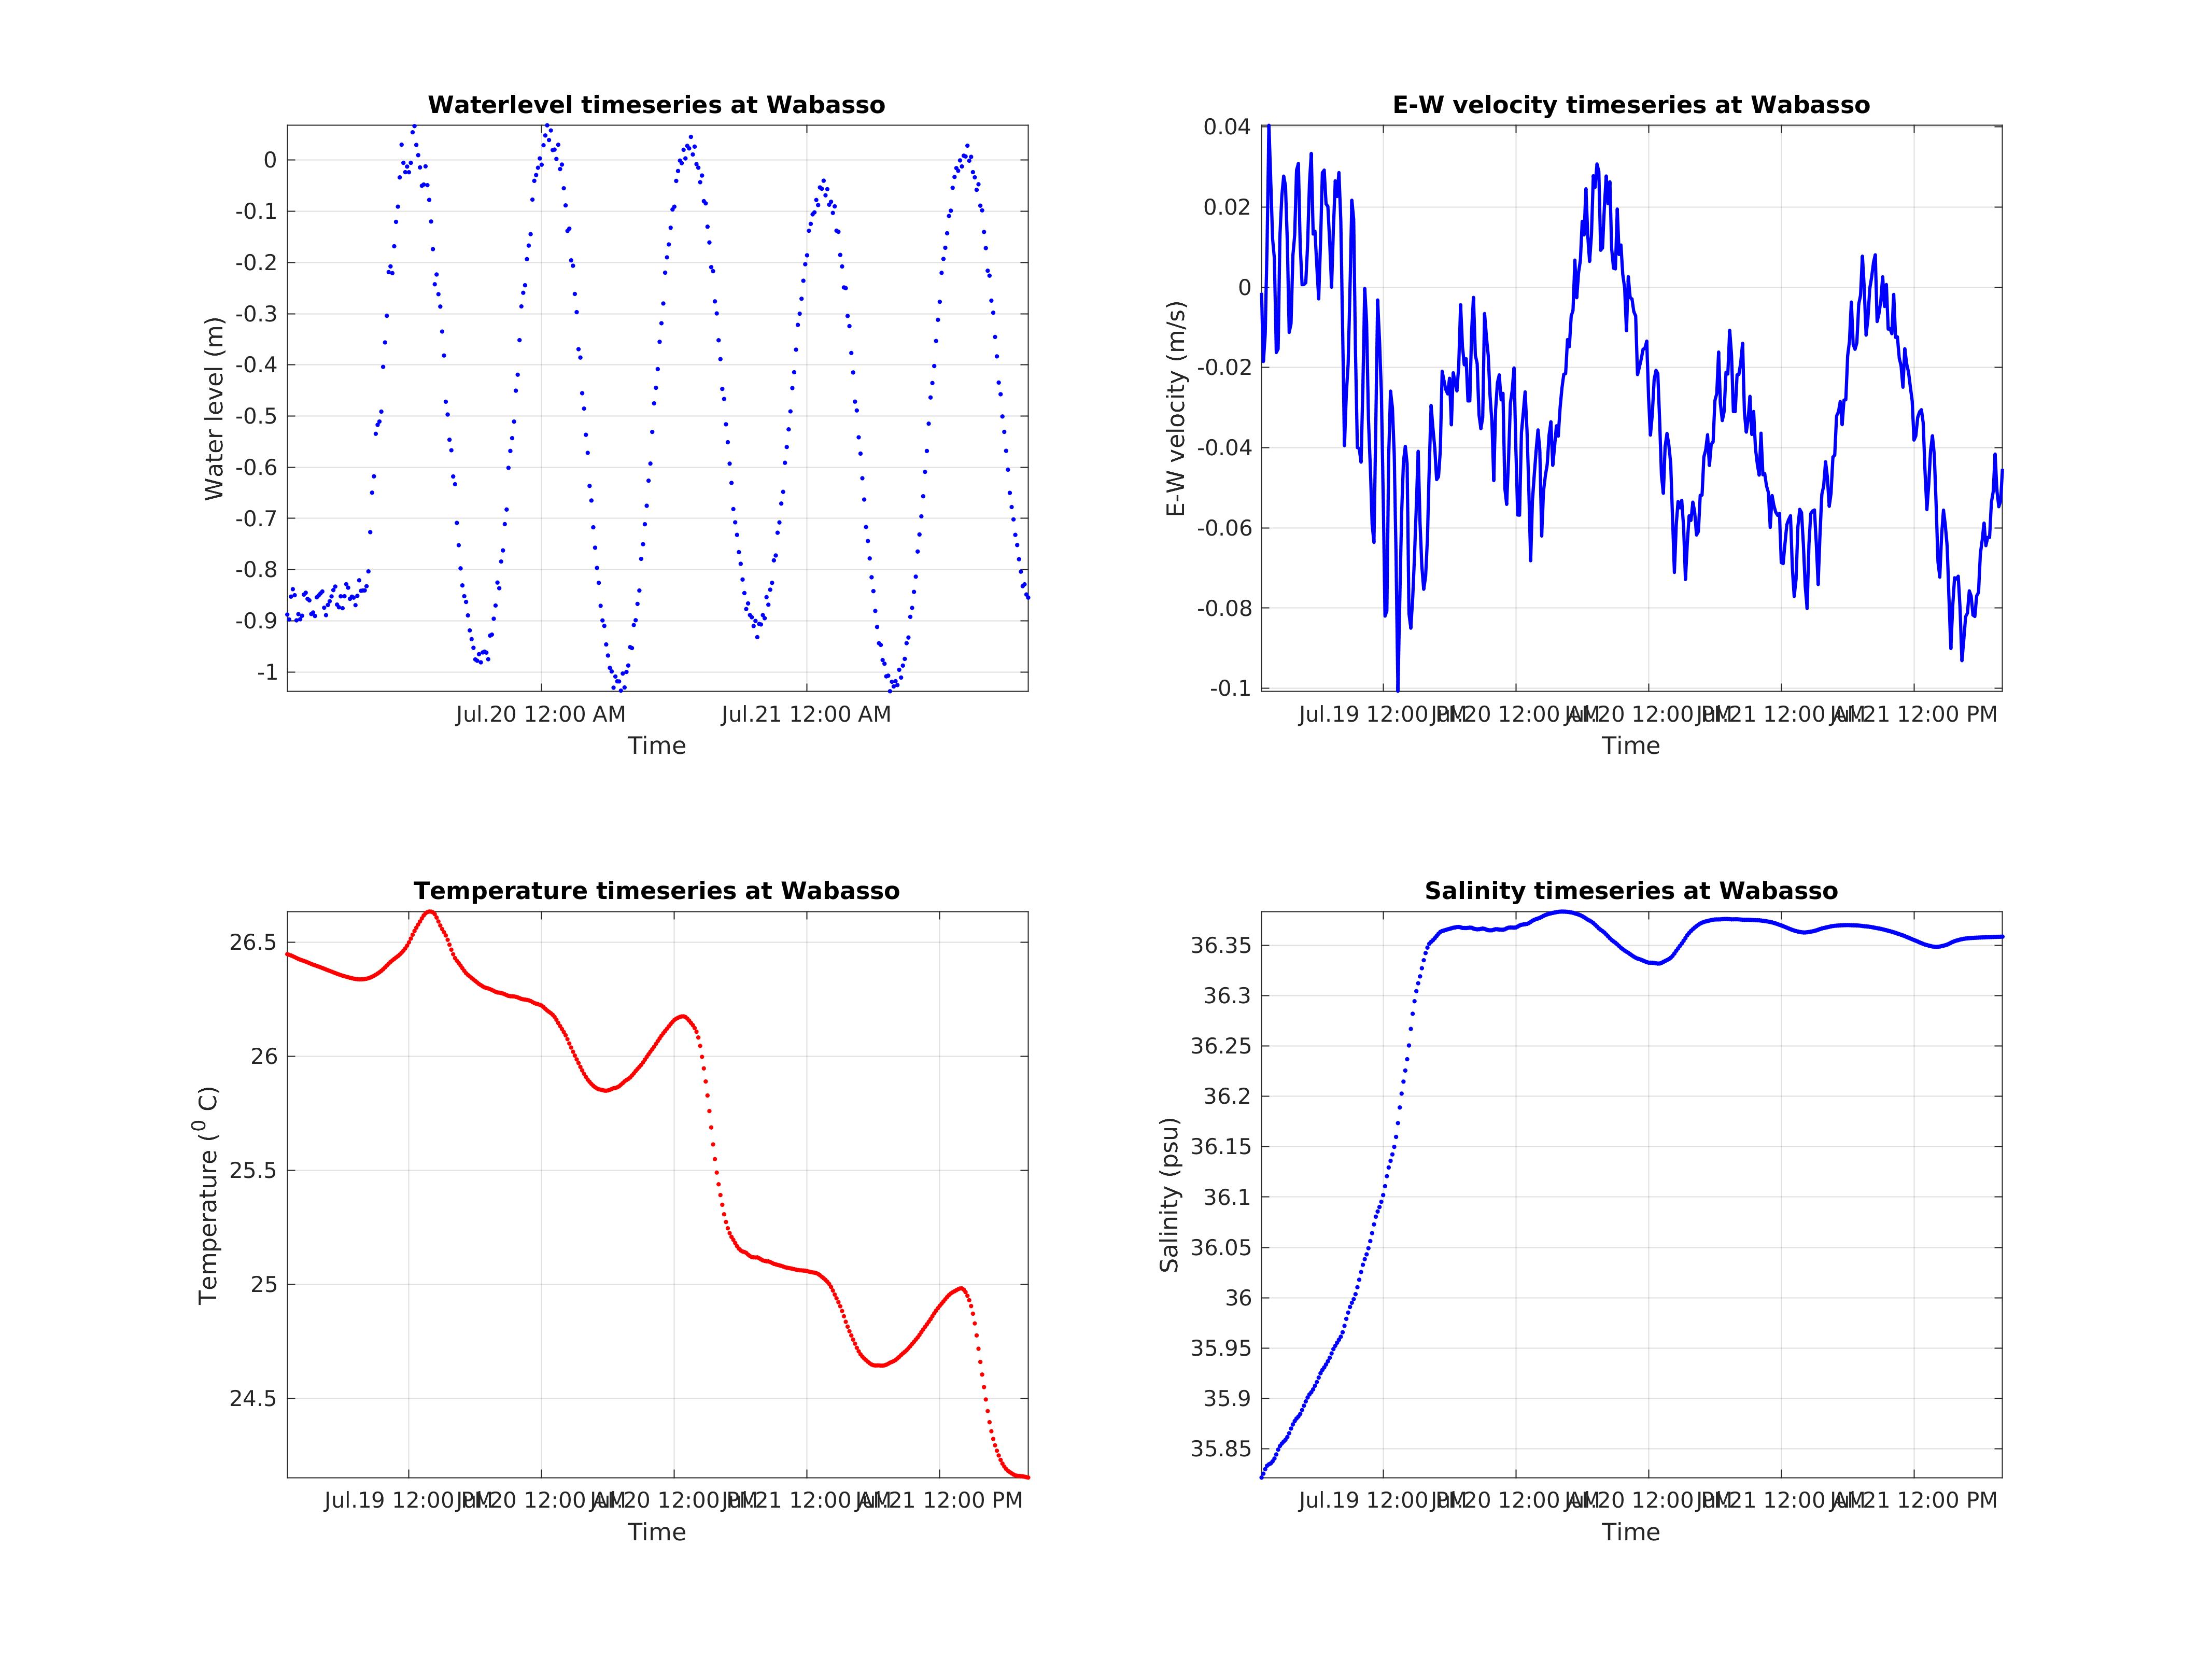 Waterlevel timeseries at Wabasso
0
-0.1
-0.2
-0.3
-0.4
-0.5
-0.6
-0.7
-0.8
-0.9
-1
Water level (m)
Jul.20 12:00 AM
Jul.21 12:00 AM
Time
E-W velocity timeseries at Wabasso
0.04
0.02
0
-0.02
-0.04
-0.06
-0.08
-0.1
E-W velocity (m/s)
Jul.19 12:00 PM
Jul.20 12:00 AM
Jul.20 12:00 PM
Jul.21 12:00 AM
Jul.21 12:00 PM
Time
Temperature timeseries at Wabasso
26.5
26
25.5
25
24.5
Temperature (⁰ C)
Jul.19 12:00 PM
Jul.20 12:00 AM
Jul.20 12:00 PM
Jul.21 12:00 AM
Jul.21 12:00 PM
Time
Salinity timeseries at Wabasso
36.35
36.3
36.25
36.2
36.15
36.1
36.05
36
35.95
35.9
35.85
Salinity (psu)
Jul.19 12:00 PM
Jul.20 12:00 AM
Jul.20 12:00 PM
Jul.21 12:00 AM
Jul.21 12:00 PM
Time